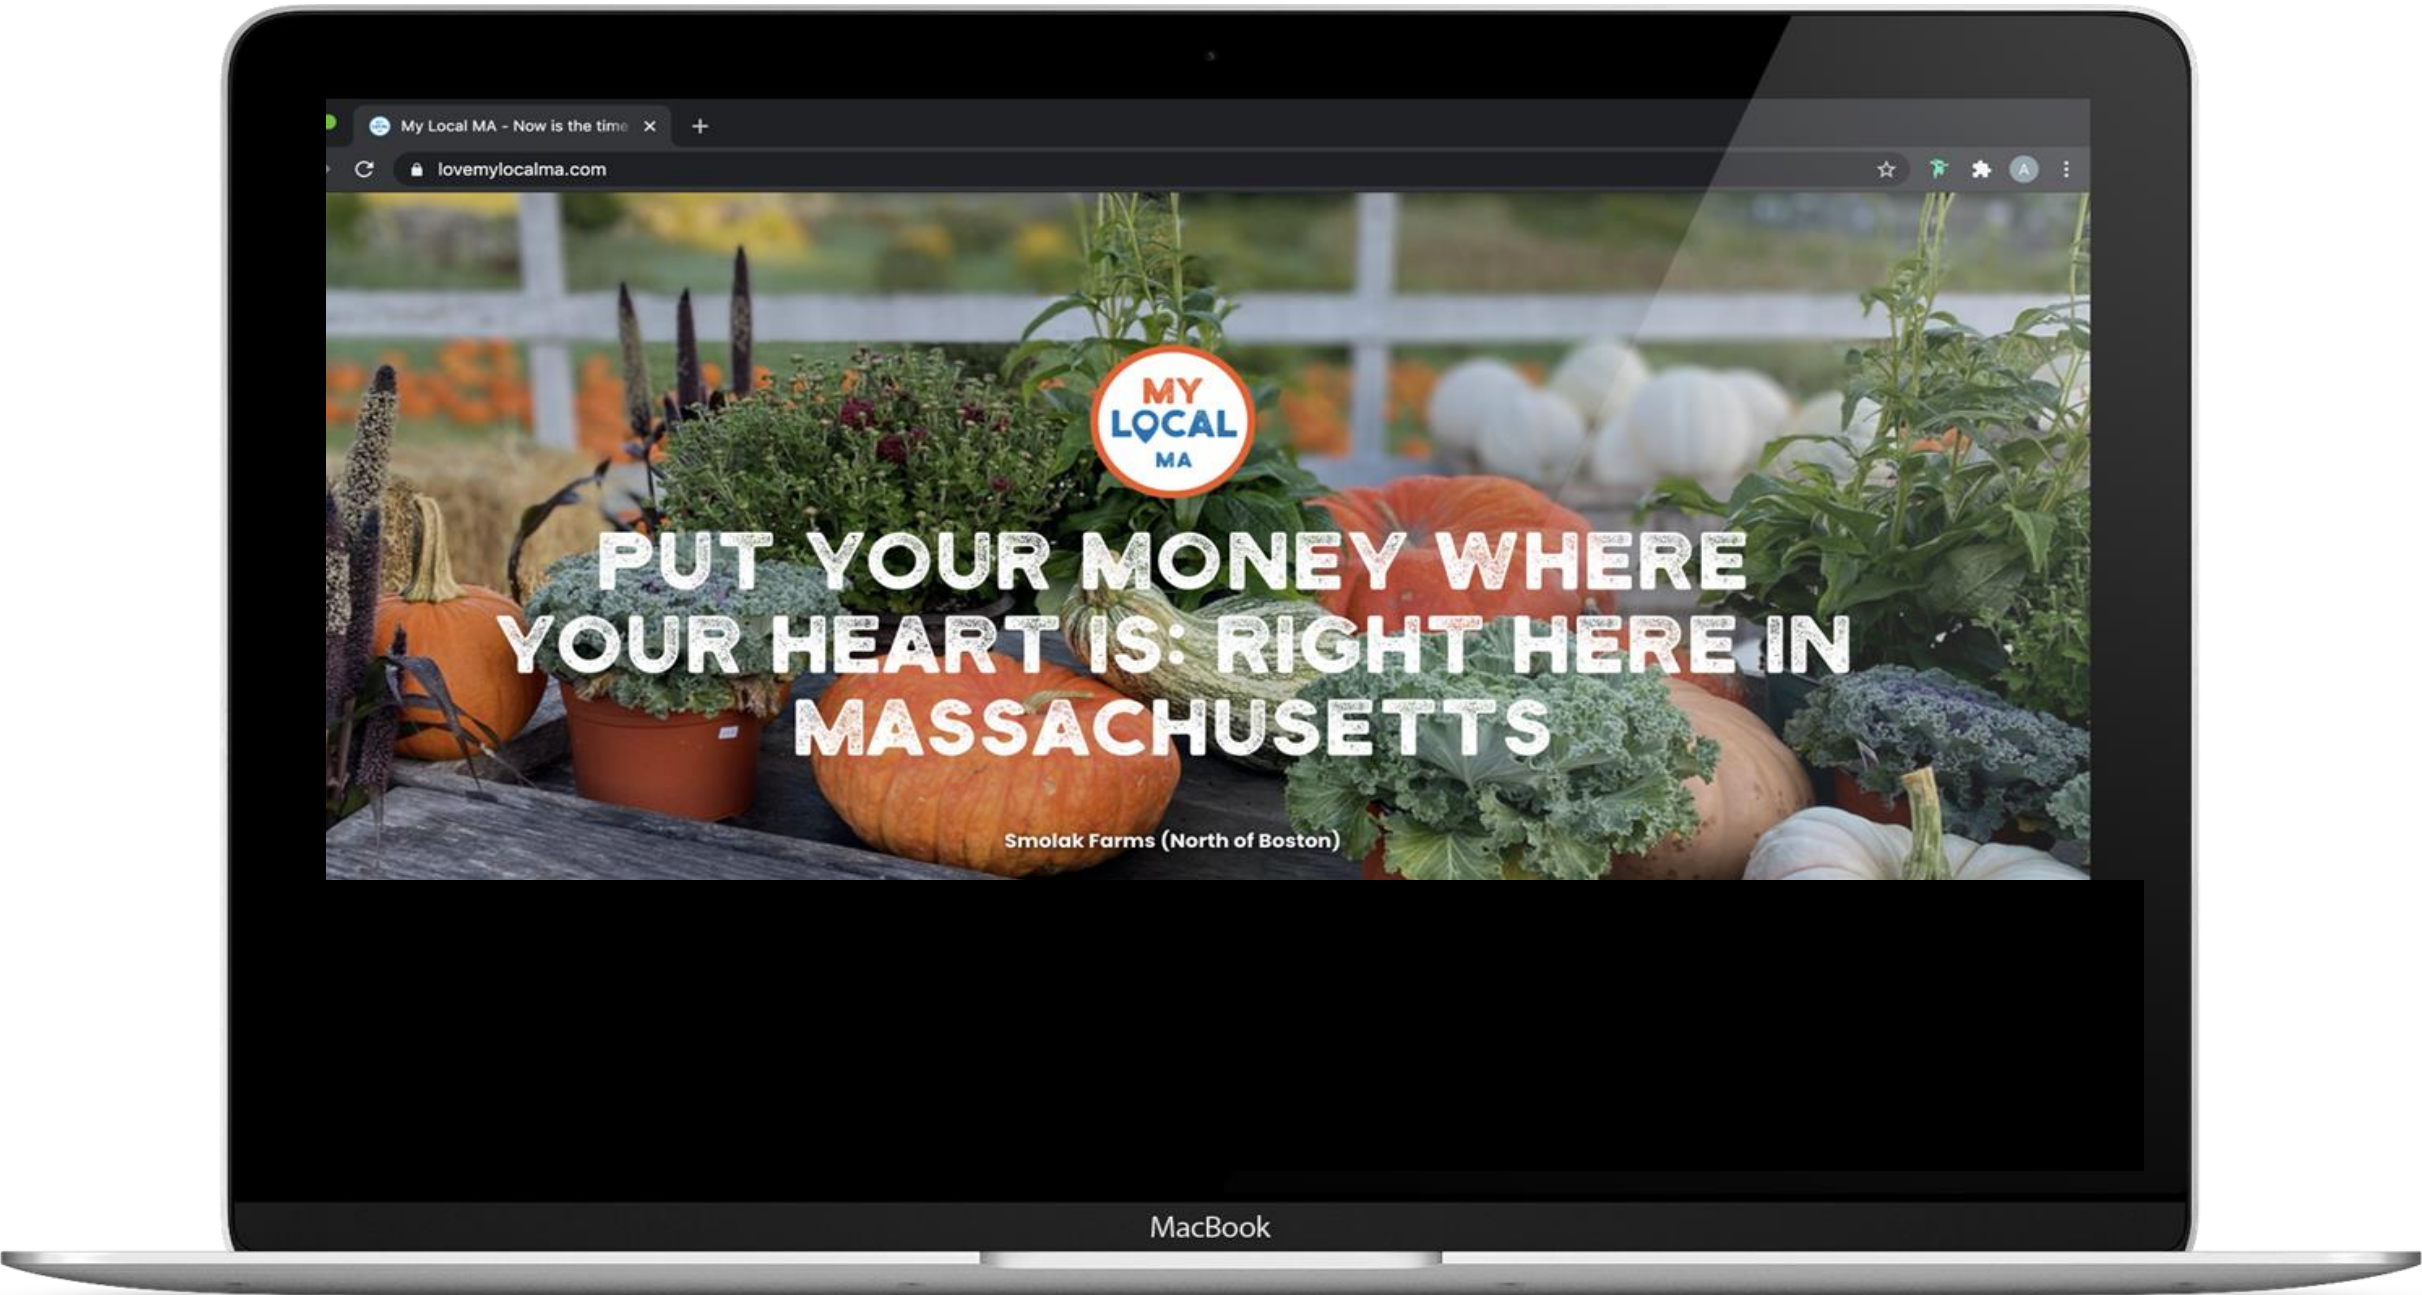 My Local MA - Now is the time
lovemylocalma.com
A
MY
LOCAL
MA
PUT YOUR MONEY WHERE
YOUR HEART IS: RIGHT HERE IN
MASSACHUSETTS
Smolak Farms (North of Boston)
MacBook